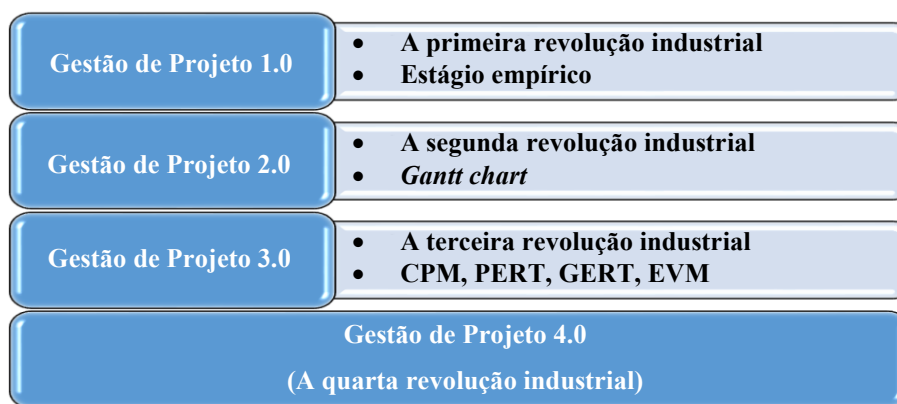 Gestão de Projeto 1.0
• A primeira revolução industrial
• Estágio empírico
Gestão de Projeto 2.0
• A segunda revolução industrial
• Gantt chart
Gestão de Projeto 3.0
• A terceira revolução industrial
• CPM, PERT, GERT, EVM
Gestão de Projeto 4.0
(A quarta revolução industrial)